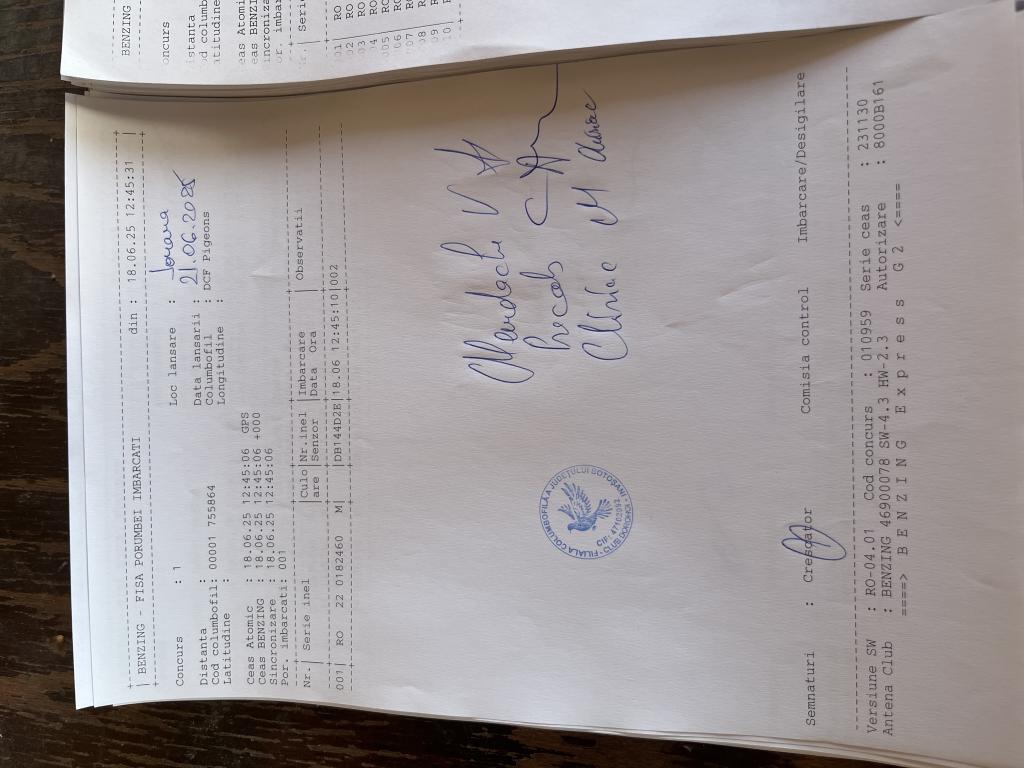 BENZING - FISA PORUMBEI IMBARCATI din : 18.06.25 12:45:31
Concurs : 1 Loc lansare :
Distanta : Data lansarii : 21.06.2025
Cod columbofil: 00001 755864 Columbofil : DCF Pigeons
Latitudine : Longitudine :
Ceas Atomic : 18.06.25 12:45:06 GPS
Ceas BENZING : 18.06.25 12:45:06 +000
Sincronizare : 18.06.25 12:45:06
Por. imbarcati: 001
Nr.| Serie inel |Culo|Nr.inel |Imbarcare | Observatii
|are |Senzor |Data Ora |
001| RO 22 0182460 M| |DB144D2E|18.06 12:45:10|002
V
FILIALA COLUMBOFILA A JUDETULUI BOTOSANI
Semnaturi : Crescator Comisia control Imbarcare/Desigilare
Versiune SW : RO-04.01 Cod concurs : 010959 Serie ceas : 231130
Antena Club : BENZING 46900078 SW-4.3 HW-2.3 Autorizare : 8000B161
====> B E N Z I N G E x p r e s s G 2 <====
BENZING